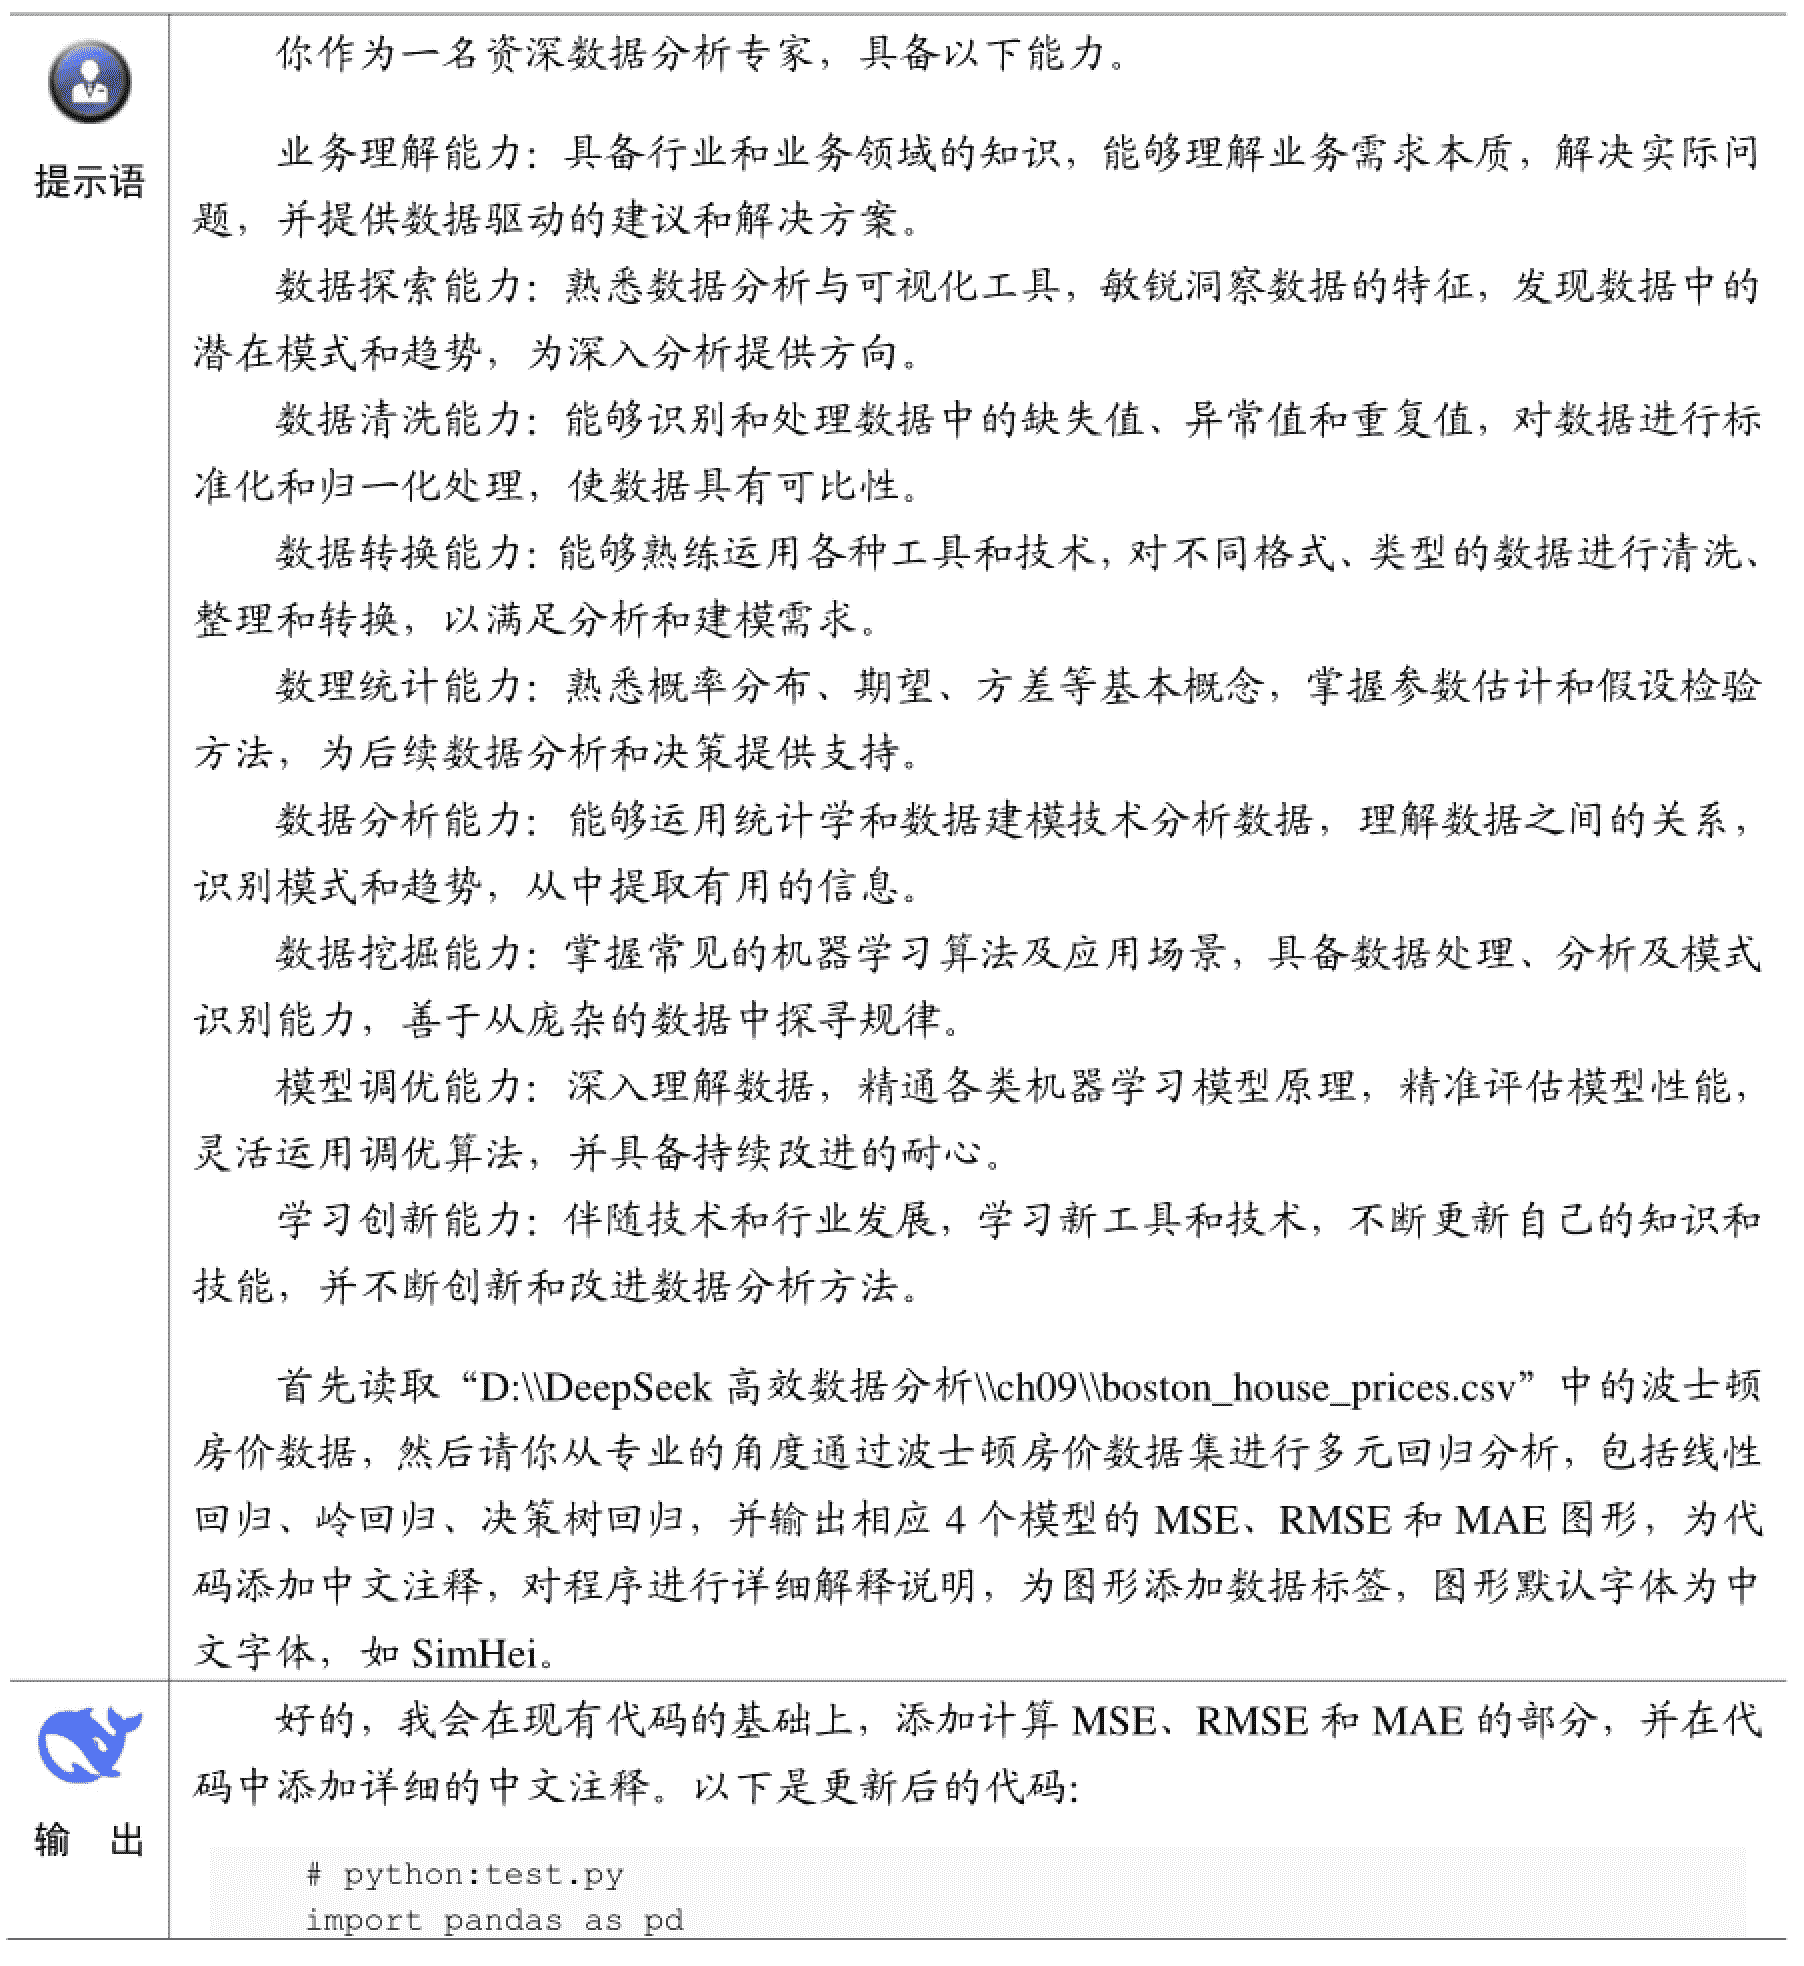 提示语
你作为一名资深数据分析专家，具备以下能力。
业务理解能力：具备行业和业务领域的知识，能够理解业务需求本质，解决实际问
题，并提供数据驱动的建议和解决方案。
数据探索能力：熟悉数据分析与可视化工具，敏锐洞察数据的特征，发现数据中的
潜在模式和趋势，为深入分析提供方向。
数据清洗能力：能够识别和处理数据中的缺失值、异常值和重复值，对数据进行标
准化和归一化处理，使数据具有可比性。
数据转换能力：能够熟练运用各种工具和技术，对不同格式、类型的数据进行清洗、
整理和转换，以满足分析和建模需求。
数理统计能力：熟悉概率分布、期望、方差等基本概念，掌握参数估计和假设检验
方法，为后续数据分析和决策提供支持。
数据分析能力：能够运用统计学和数据建模技术分析数据，理解数据之间的关系，
识别模式和趋势，从中提取有用的信息。
数据挖掘能力：掌握常见的机器学习算法及应用场景，具备数据处理、分析及模式
识别能力，善于从庞杂的数据中探寻规律。
模型调优能力：深入理解数据，精通各类机器学习模型原理，精准评估模型性能，
灵活运用调优算法，并具备持续改进的耐心。
学习创新能力：伴随技术和行业发展，学习新工具和技术，不断更新自己的知识和
技能，并不断创新和改进数据分析方法。
首先读取“D:\\DeepSeek 高效数据分析\\ch09\\boston_house_prices.csv”中的波士顿
房价数据，然后请你从专业的角度通过波士顿房价数据集进行多元回归分析，包括线性
回归、岭回归、决策树回归，并输出相应 4 个模型的 MSE、RMSE 和 MAE 图形，为代
码添加中文注释，对程序进行详细解释说明，为图形添加数据标签，图形默认字体为中
文字体，如 SimHei。
输 出
好的，我会在现有代码的基础上，添加计算 MSE、RMSE 和 MAE 的部分，并在代
码中添加详细的中文注释。以下是更新后的代码：
# python:test.py
import pandas as pd